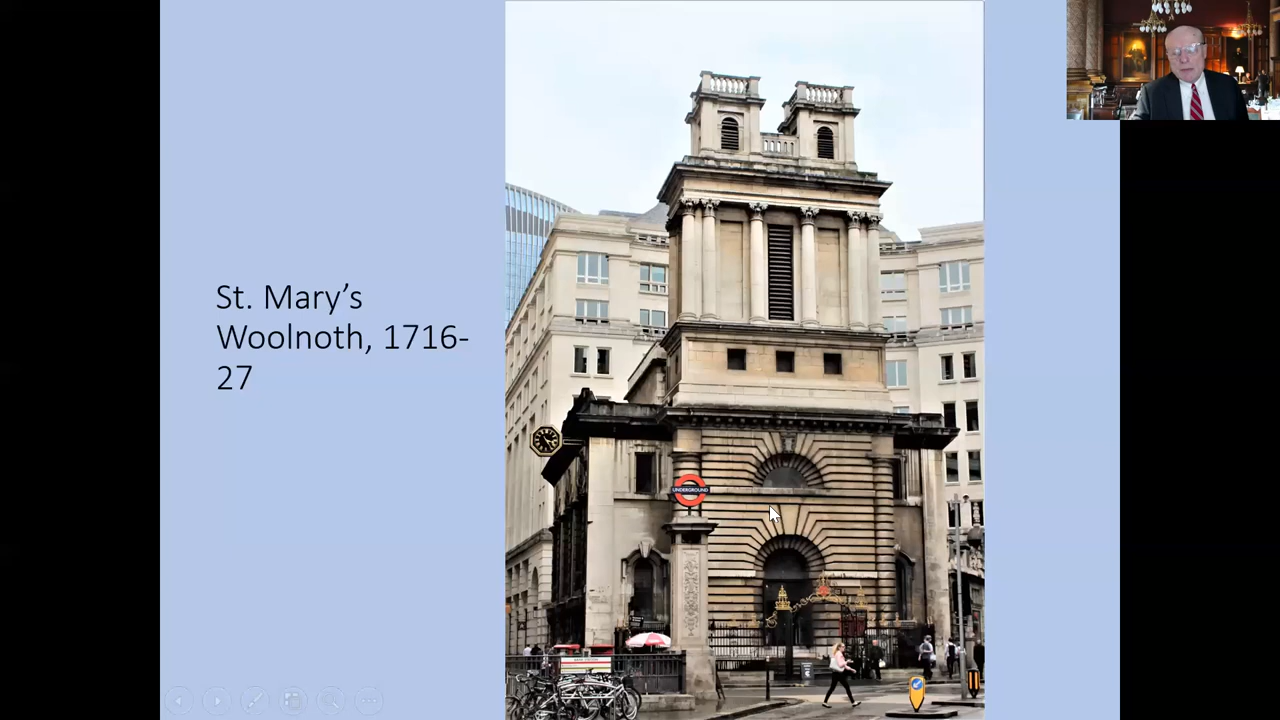 St. Mary’s
Woolnoth, 1716-
27
UNDERGROUND